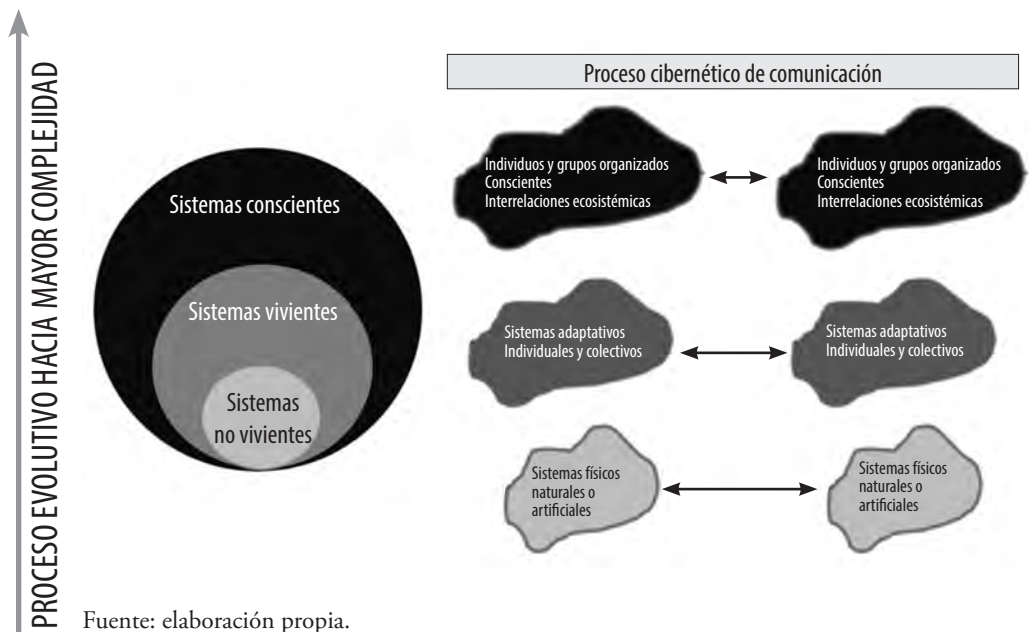 PROCESO EVOLUTIVO HACIA MAYOR COMPLEJIDAD
Sistemas conscientes
Sistemas vivientes
Sistemas
no vivientes
Proceso cibernético de comunicación
Individuos y grupos organizados
Conscientes
Interrelaciones ecosistémicas
Individuos y grupos organizados
Conscientes
Interrelaciones ecosistémicas
Sistemas adaptativos
Individuales y colectivos
Sistemas adaptativos
Individuales y colectivos
Sistemas físicos
naturales o
artificiales
Sistemas físicos
naturales o
artificiales
Fuente: elaboración propia.